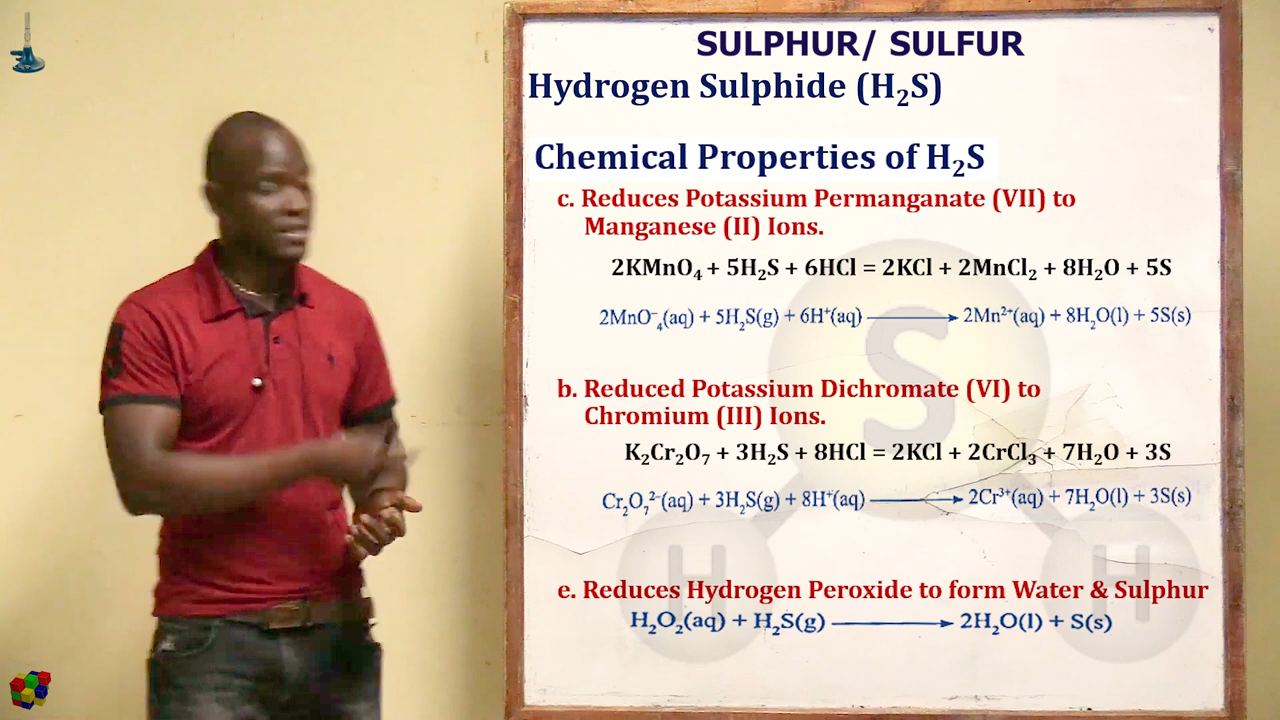 SULPHUR/ SULFUR
Hydrogen Sulphide (H₂S)
Chemical Properties of H₂S
c. Reduces Potassium Permanganate (VII) to
Manganese (II) Ions.
2KMnO₄ + 5H₂S + 6HCl = 2KCl + 2MnCl₂ + 8H₂O + 5S
2MnO⁻₄(aq) + 5H₂S(g) + 6H⁺(aq) ⟶ 2Mn²⁺(aq) + 8H₂O(l) + 5S(s)
b. Reduced Potassium Dichromate (VI) to
Chromium (III) Ions.
K₂Cr₂O₇ + 3H₂S + 8HCl = 2KCl + 2CrCl₃ + 7H₂O + 3S
Cr₂O₇²⁻(aq) + 3H₂S(g) + 8H⁺(aq) ⟶ 2Cr³⁺(aq) + 7H₂O(l) + 3S(s)
e. Reduces Hydrogen Peroxide to form Water & Sulphur
H₂O₂(aq) + H₂S(g) ⟶ 2H₂O(l) + S(s)
S
H H